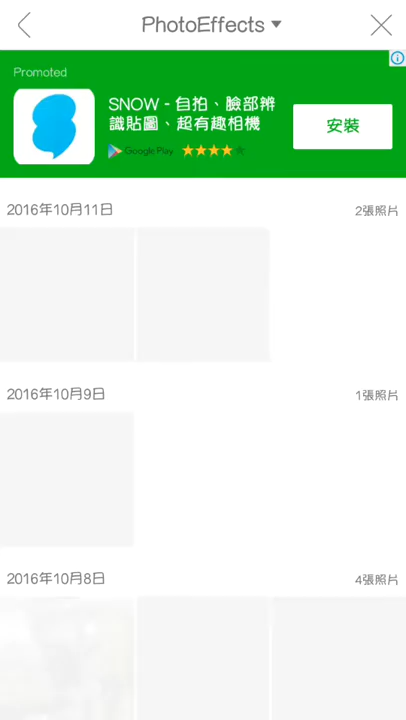 PhotoEffects
Promoted
SNOW - 自拍、臉部辨
識貼圖、超有趣相機
Google Play
安裝
2016年10月11日
2張照片
2016年10月9日
1張照片
2016年10月8日
4張照片